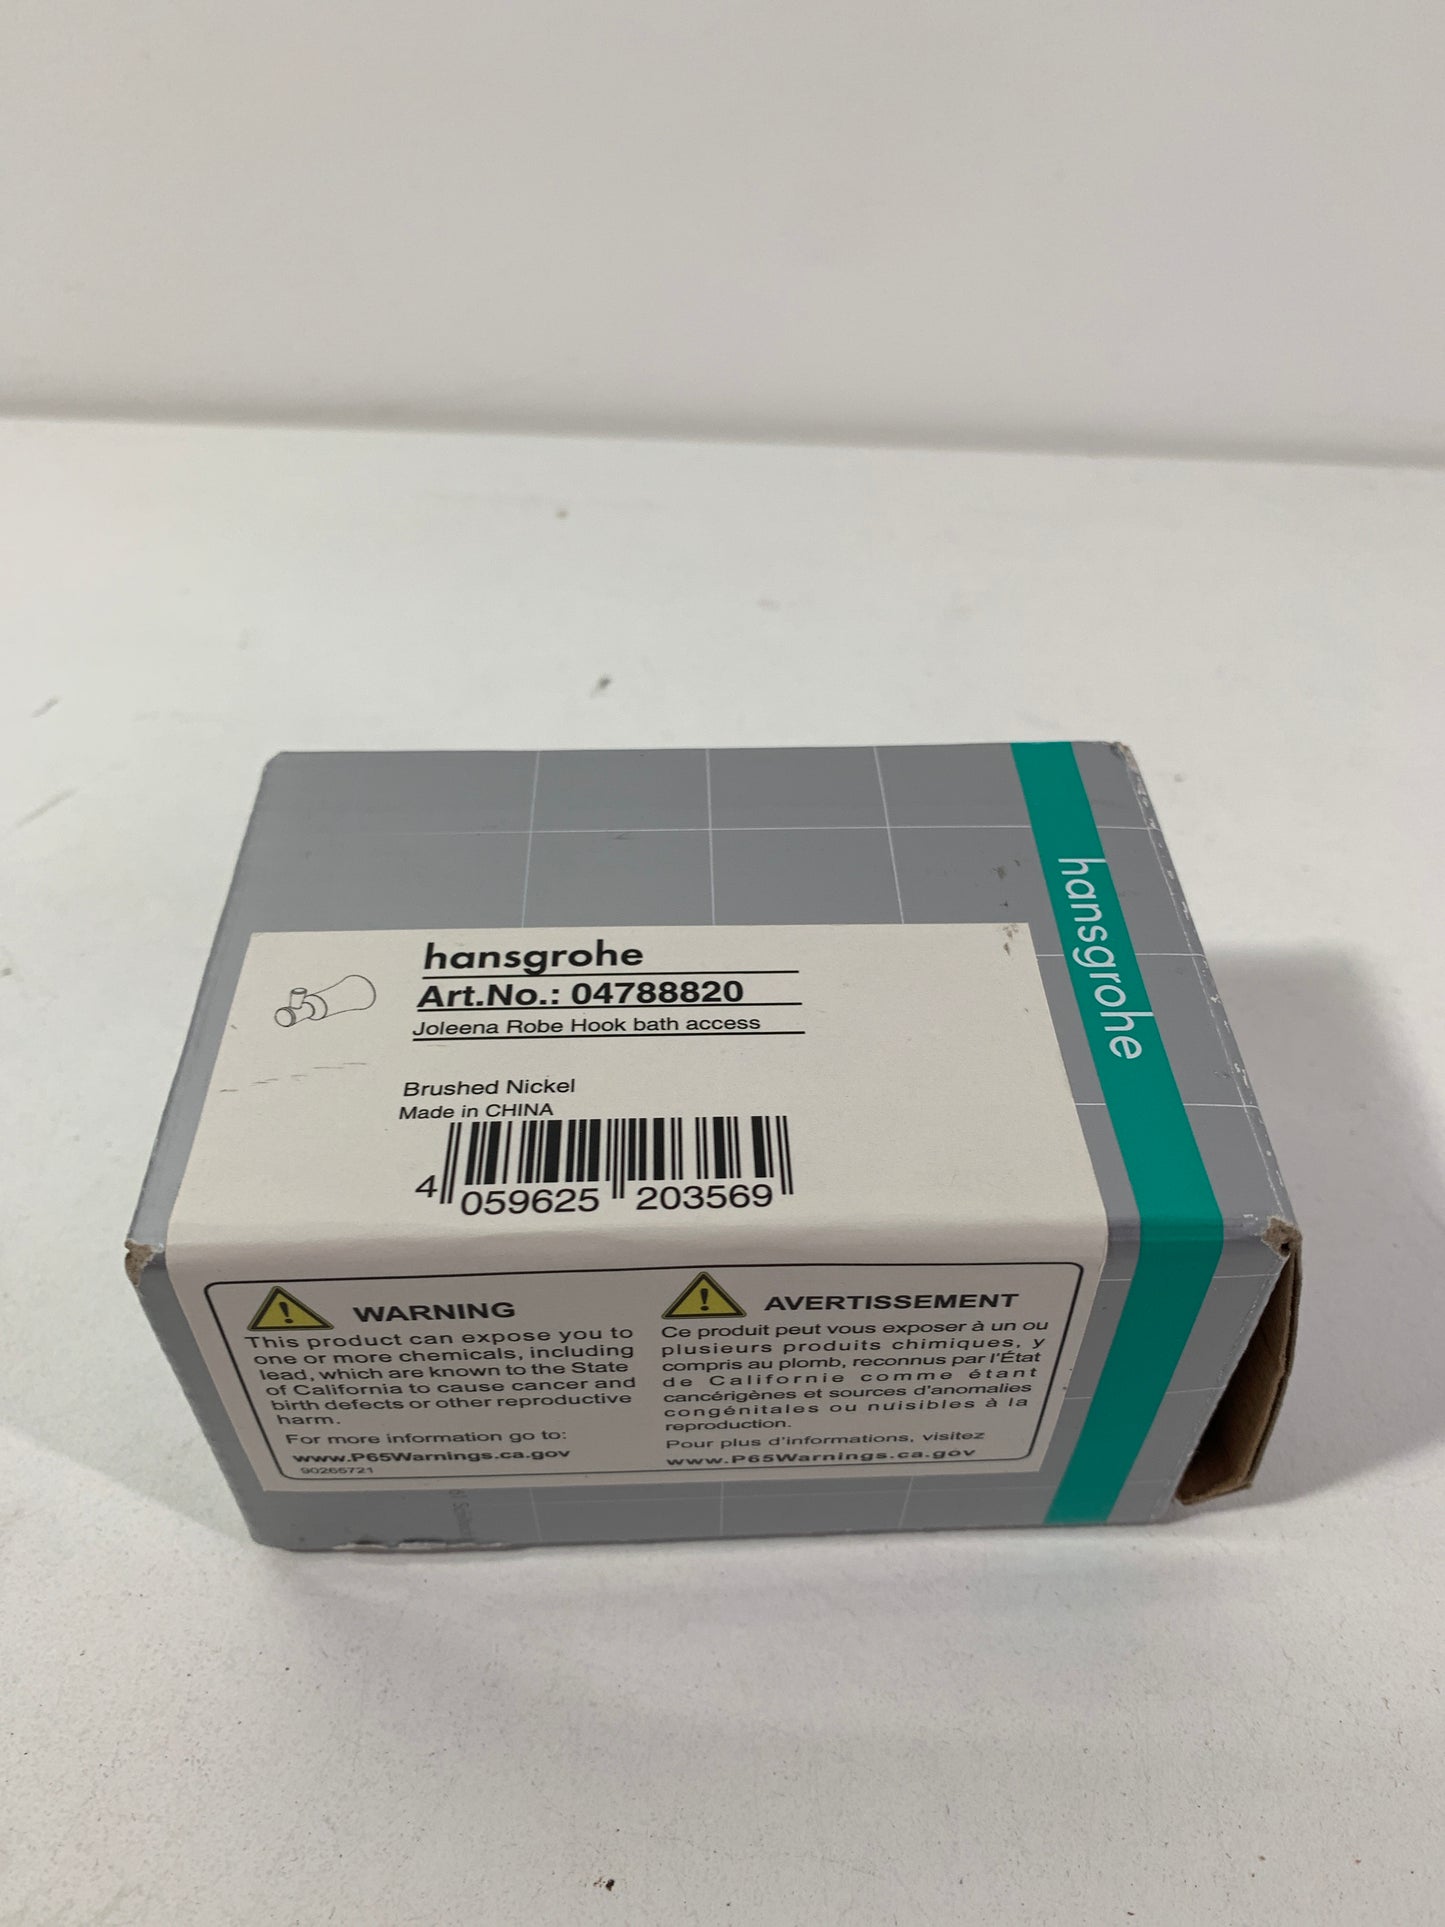 hansgrohe
Art.No.: 04788820
Joleena Robe Hook bath access
Brushed Nickel
Made in CHINA
4 059625 203569
hansgrohe
WARNING
This product can expose you to
one or more chemicals, including
lead, which are known to the State
of California to cause cancer and
birth defects or other reproductive
harm.
For more information go to:
www.P65Warnings.ca.gov
90265721
AVERTISSEMENT
Ce produit peut vous exposer à un ou
plusieurs produits chimiques, y
compris au plomb, reconnus par l'État
de Californie comme étant
cancérigènes et sources d'anomalies
congénitales ou nuisibles à la
reproduction.
Pour plus d'informations, visitez
www.P65Warnings.ca.gov